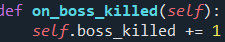 def on_boss_killed(self):
self.boss_killed += 1